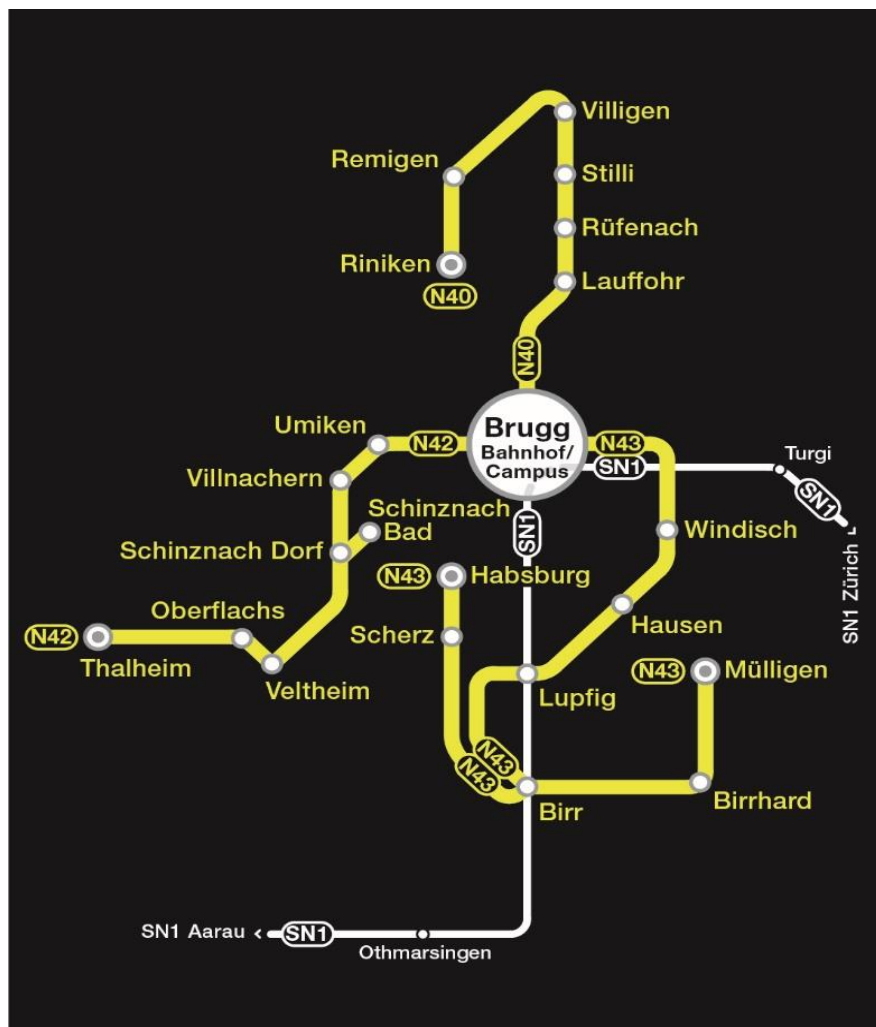 Villigen
Remigen
Stilli
Rüfenach
Riniken
Lauffohr
N40
N40
Umiken
N42
Brugg
Bahnhof/
Campus
N43
SN1
Turgi
SN1
Villnachern
Schinznach
Bad
SN1
Windisch
Schinznach Dorf
N43
Habsburg
SN1 Zürich
Oberflachs
Scherz
Hausen
N42
Thalheim
Veltheim
Lupfig
N43
Mülligen
N43
N43
Birr
Birrhard
SN1 Aarau
SN1
Othmarsingen